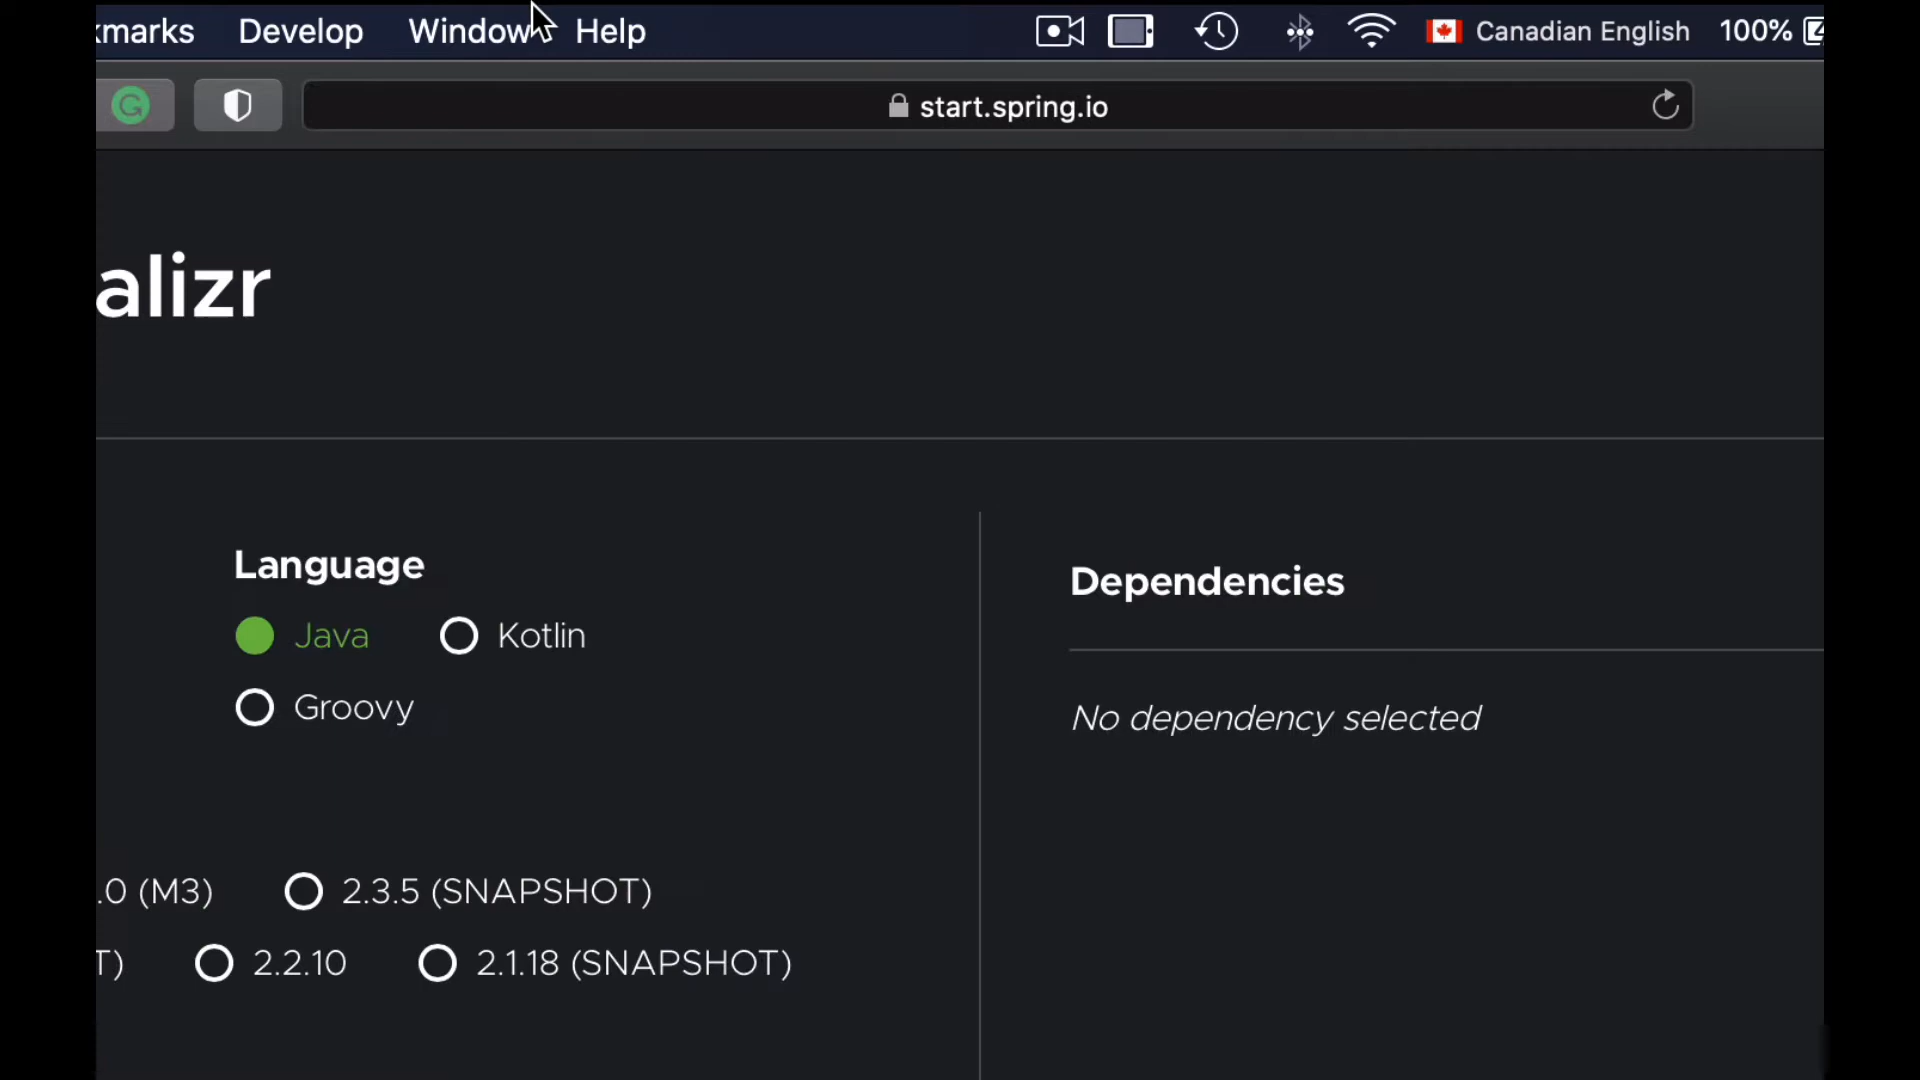 kmarks Develop Window Help Canadian English 100%
start.spring.io
alizr
Language
Java Kotlin
Groovy
Dependencies
No dependency selected
.0 (M3) 2.3.5 (SNAPSHOT)
T) 2.2.10 2.1.18 (SNAPSHOT)